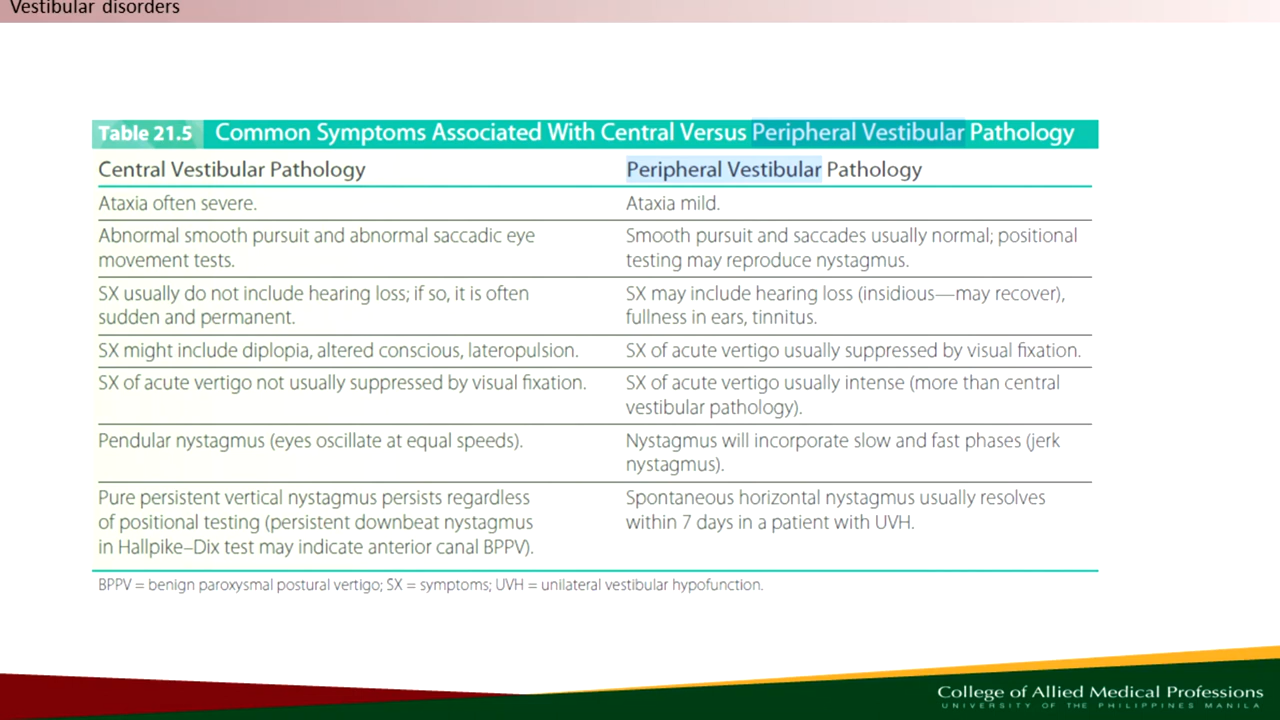 Vestibular disorders
Table 21.5 Common Symptoms Associated With Central Versus Peripheral Vestibular Pathology
Central Vestibular Pathology
Peripheral Vestibular Pathology
Ataxia often severe.
Ataxia mild.
Abnormal smooth pursuit and abnormal saccadic eye
movement tests.
Smooth pursuit and saccades usually normal; positional
testing may reproduce nystagmus.
SX usually do not include hearing loss; if so, it is often
sudden and permanent.
SX may include hearing loss (insidious—may recover),
fullness in ears, tinnitus.
SX might include diplopia, altered conscious, lateropulsion.
SX of acute vertigo usually suppressed by visual fixation.
SX of acute vertigo not usually suppressed by visual fixation.
SX of acute vertigo usually intense (more than central
vestibular pathology).
Pendular nystagmus (eyes oscillate at equal speeds).
Nystagmus will incorporate slow and fast phases (jerk
nystagmus).
Pure persistent vertical nystagmus persists regardless
of positional testing (persistent downbeat nystagmus
in Hallpike–Dix test may indicate anterior canal BPPV).
Spontaneous horizontal nystagmus usually resolves
within 7 days in a patient with UVH.
BPPV = benign paroxysmal postural vertigo; SX = symptoms; UVH = unilateral vestibular hypofunction.
College of Allied Medical Professions
UNIVERSITY OF THE PHILIPPINES MANILA